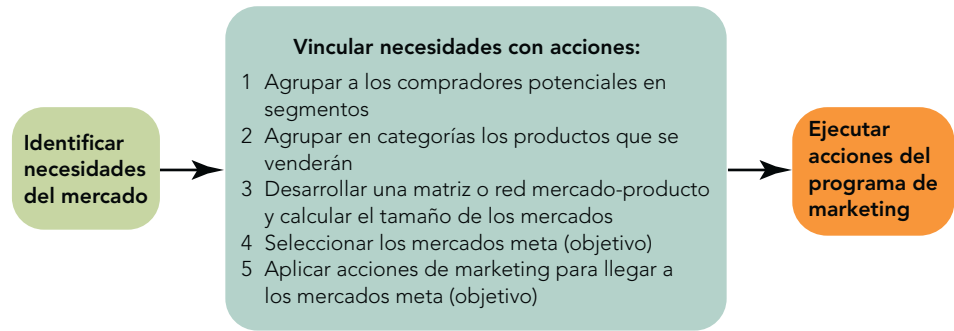 Identificar
necesidades
del mercado
Vincular necesidades con acciones:
1 Agrupar a los compradores potenciales en
segmentos
2 Agrupar en categorías los productos que se
venderán
3 Desarrollar una matriz o red mercado-producto
y calcular el tamaño de los mercados
4 Seleccionar los mercados meta (objetivo)
5 Aplicar acciones de marketing para llegar a
los mercados meta (objetivo)
Ejecutar
acciones del
programa de
marketing